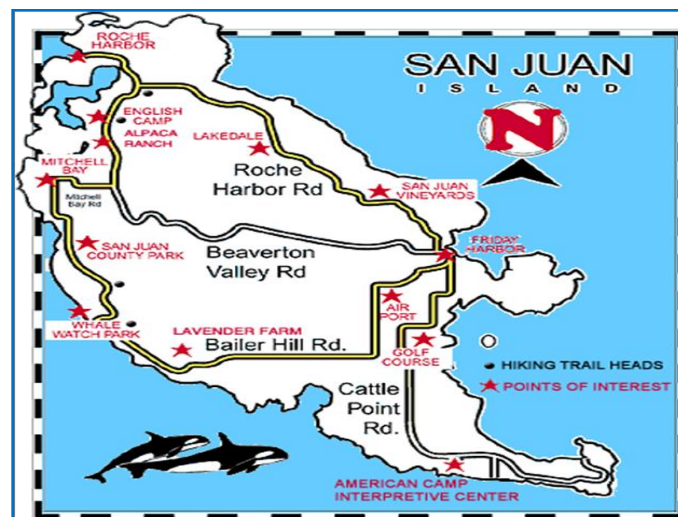 ROCHE
HARBOR
SAN JUAN
ISLAND
N
ENGLISH
CAMP
ALPACA
RANCH
LAKEDALE
MITCHELL
BAY
Mitchell
Bay Rd
Roche
Harbor Rd
SAN JUAN
VINEYARDS
SAN JUAN
COUNTY PARK
Beaverton
Valley Rd
FRIDAY
HARBOR
AIR
PORT
WHALE
WATCH PARK
LAVENDER FARM
Bailer Hill Rd.
GOLF
COURSE
HIKING TRAIL HEADS
POINTS OF INTEREST
Cattle
Point
Rd.
AMERICAN CAMP
INTERPRETIVE CENTER